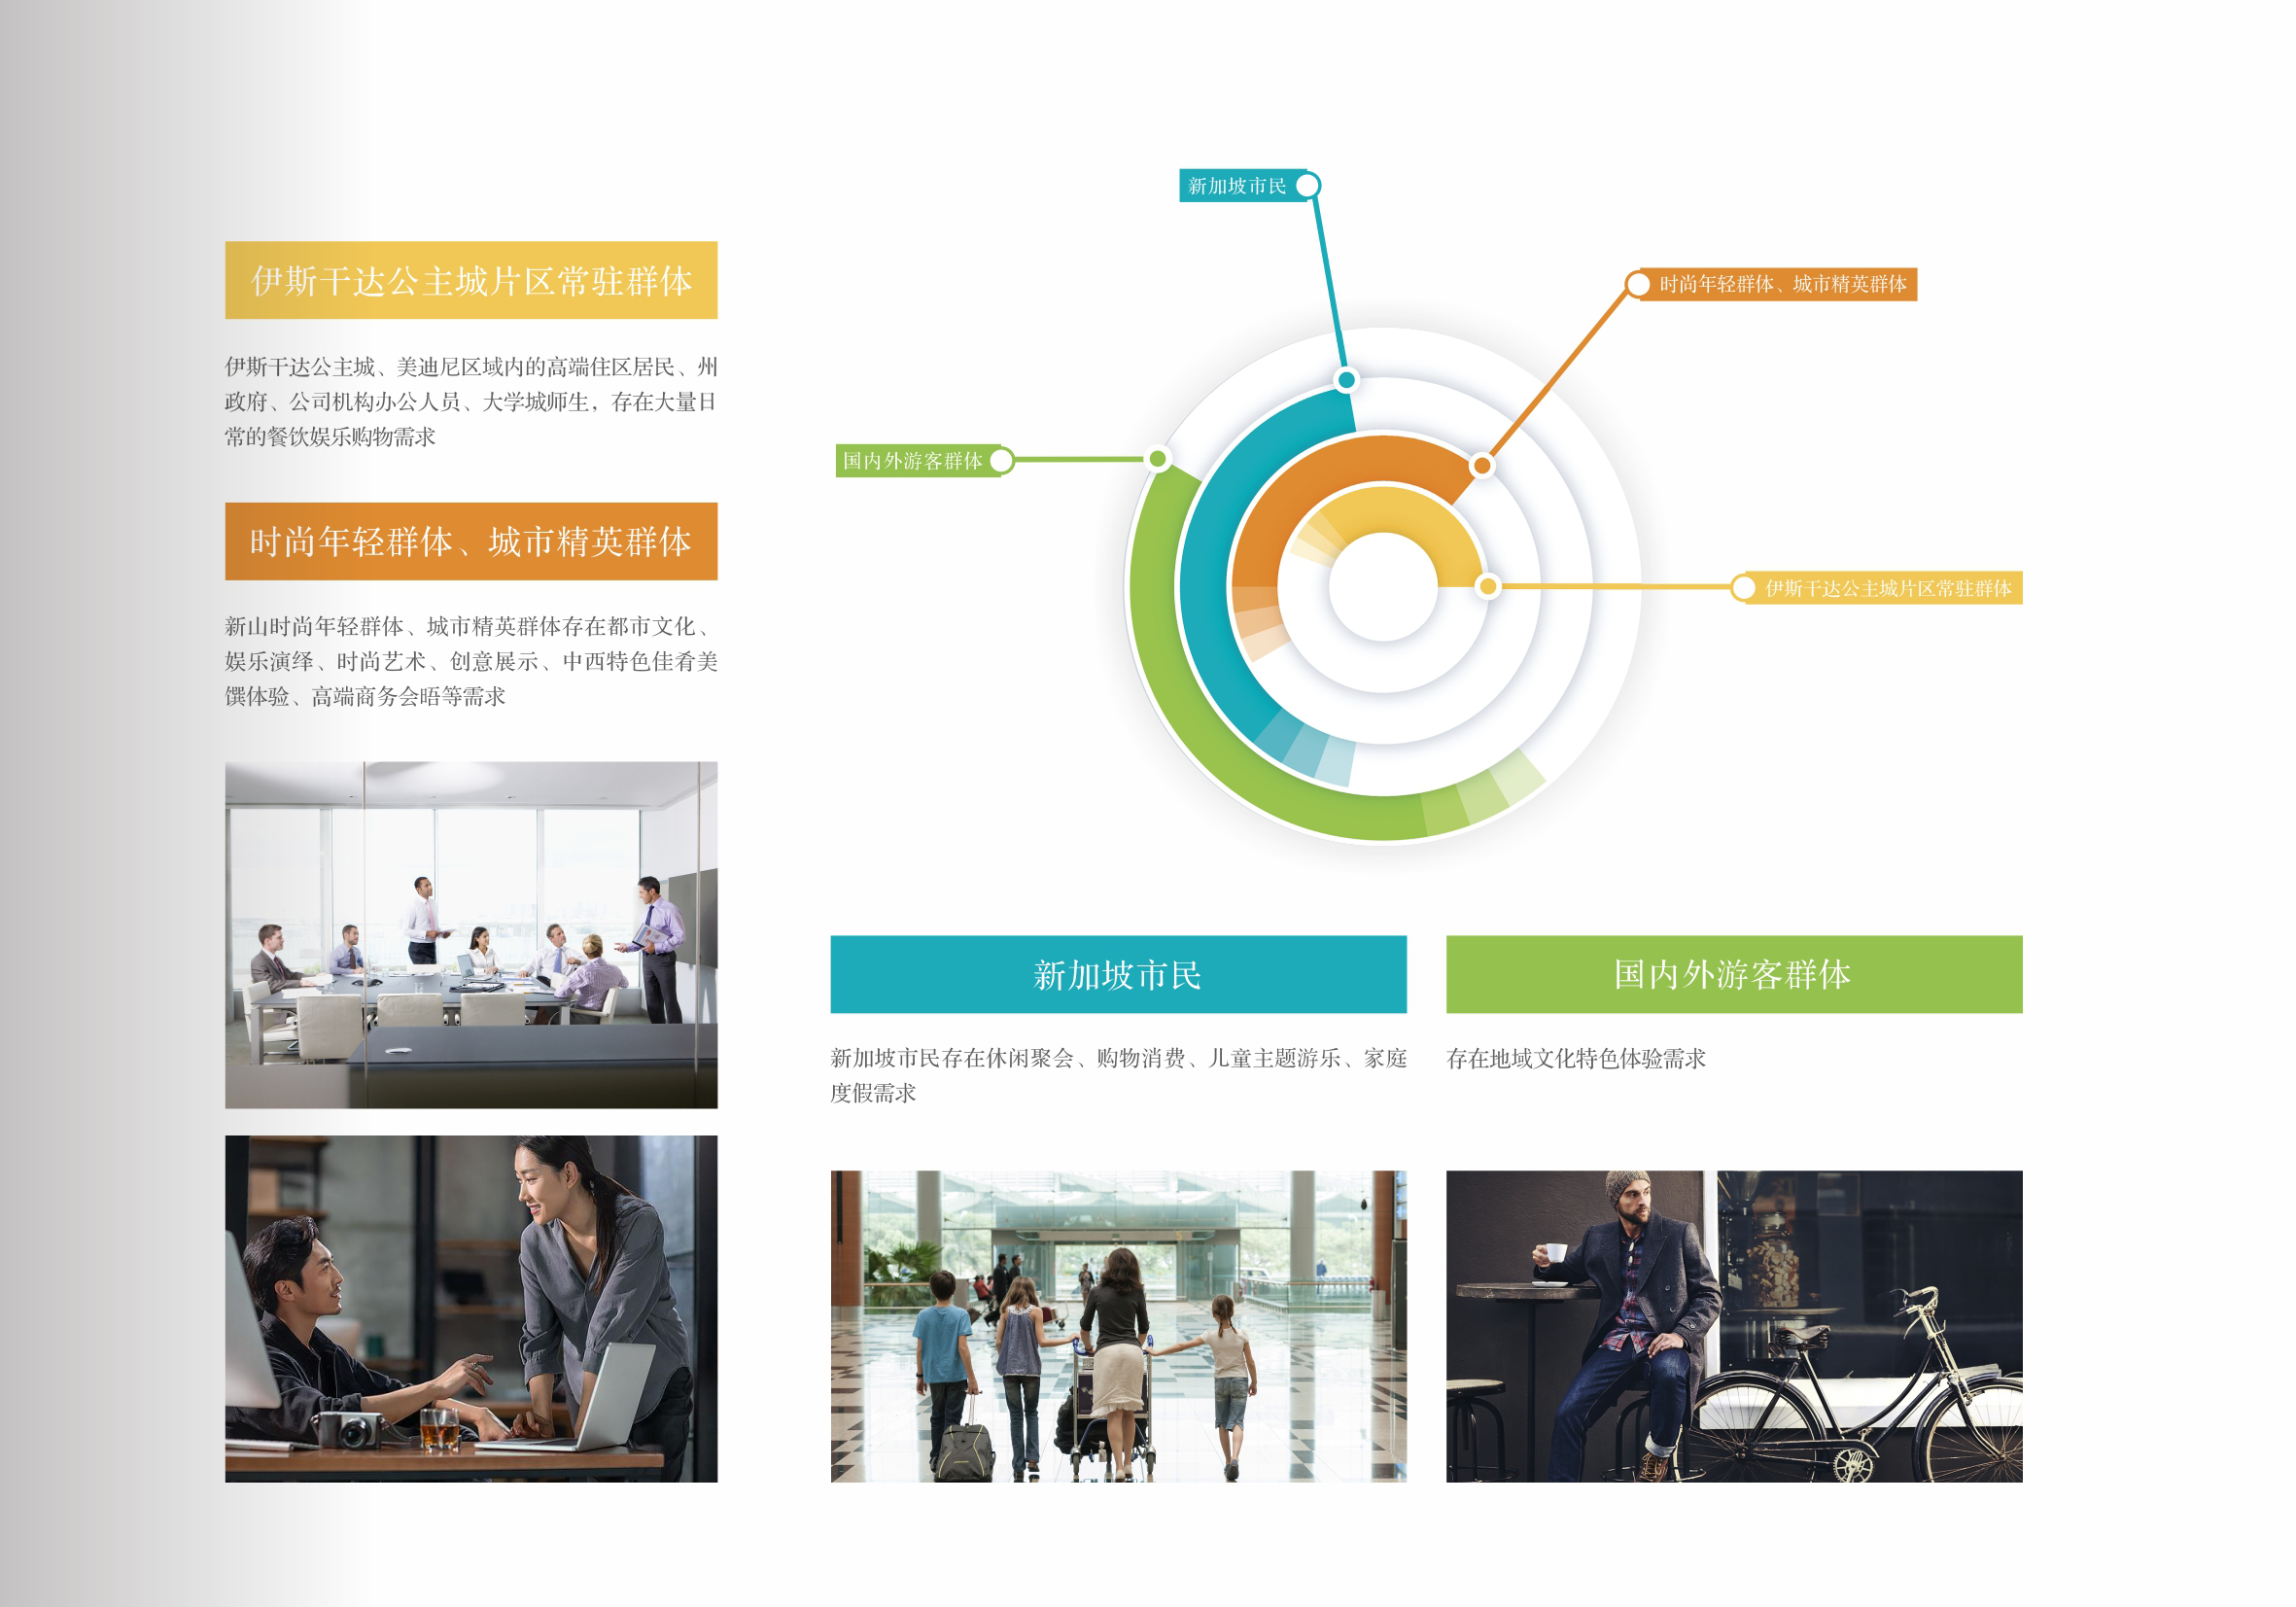 新加坡市民
时尚年轻群体、城市精英群体
国内外游客群体
伊斯干达公主城片区常驻群体
伊斯干达公主城片区常驻群体
伊斯干达公主城、美迪尼区域内的高端住区居民、州
政府、公司机构办公人员、大学城师生，存在大量日
常的餐饮娱乐购物需求
时尚年轻群体、城市精英群体
新山时尚年轻群体、城市精英群体存在都市文化、
娱乐演绎、时尚艺术、创意展示、中西特色佳肴美
馔体验、高端商务会晤等需求
新加坡市民
新加坡市民存在休闲聚会、购物消费、儿童主题游乐、家庭
度假需求
国内外游客群体
存在地域文化特色体验需求